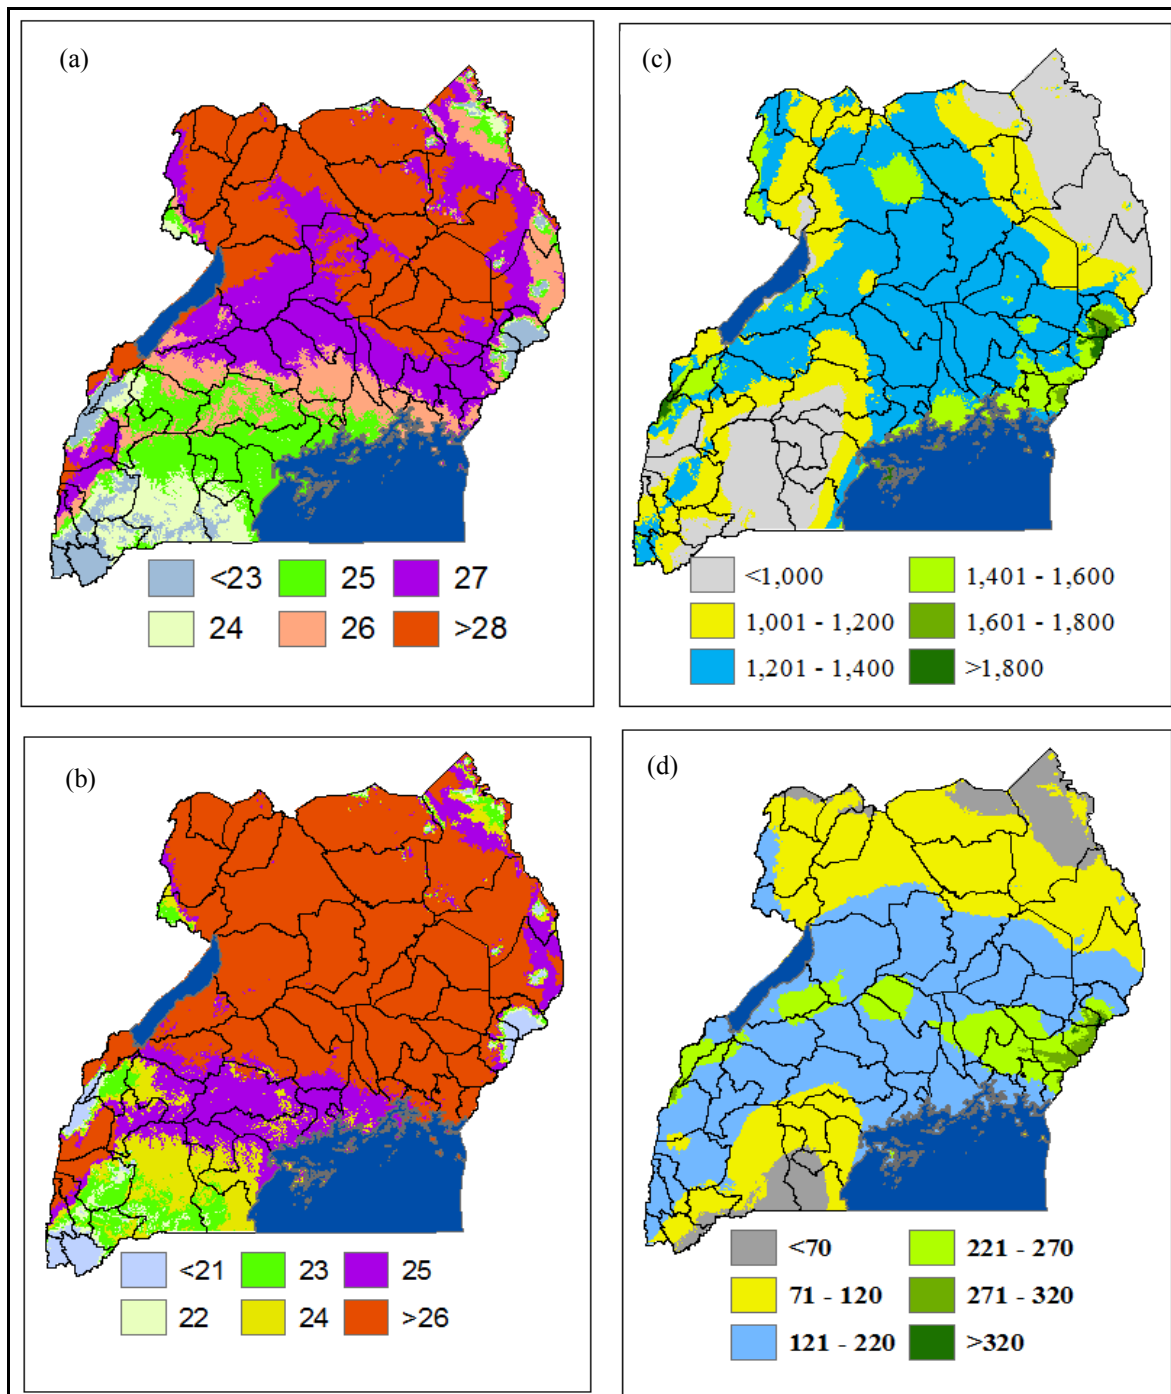 (a)
<23 25 27
24 26 >28
(c)
<1,000 1,401 - 1,600
1,001 - 1,200 1,601 - 1,800
1,201 - 1,400 >1,800
(b)
<21 23 25
22 24 >26
(d)
<70 221 - 270
71 - 120 271 - 320
121 - 220 >320